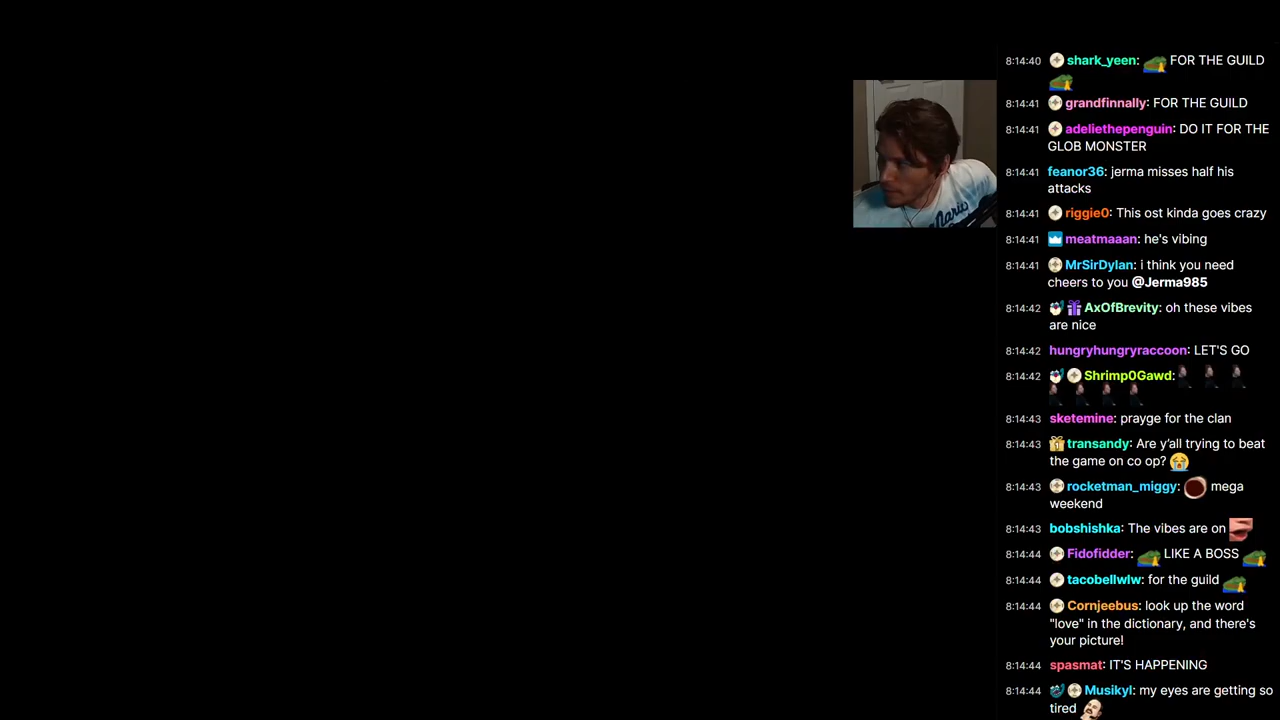 8:14:40 shark_yeen: FOR THE GUILD
8:14:41 grandfinnally: FOR THE GUILD
8:14:41 adeliethepenguin: DO IT FOR THE
GLOB MONSTER
feanor36: jerma misses half his
8:14:41
attacks
8:14:41 riggie0: This ost kinda goes crazy
8:14:41 meatmaaan: he's vibing
8:14:41 MrSirDylan: i think you need
cheers to you @Jerma985
8:14:42 AxOfBrevity: oh these vibes
are nice
8:14:42 hungryhungryraccoon: LET'S GO
8:14:42 Shrimp0Gawd:
8:14:43 sketemine: prayge for the clan
8:14:43 transandy: Are y'all trying to beat
the game on co op?
8:14:43 rocketman_miggy: mega
weekend
8:14:43 bobshishka: The vibes are on
8:14:44 Fidofidder: LIKE A BOSS
8:14:44 tacobellwlw: for the guild
8:14:44 Cornjeebus: look up the word
"love" in the dictionary, and there's
your picture!
8:14:44 spasmat: IT'S HAPPENING
8:14:44 Musikyl: my eyes are getting so
tired
Mario